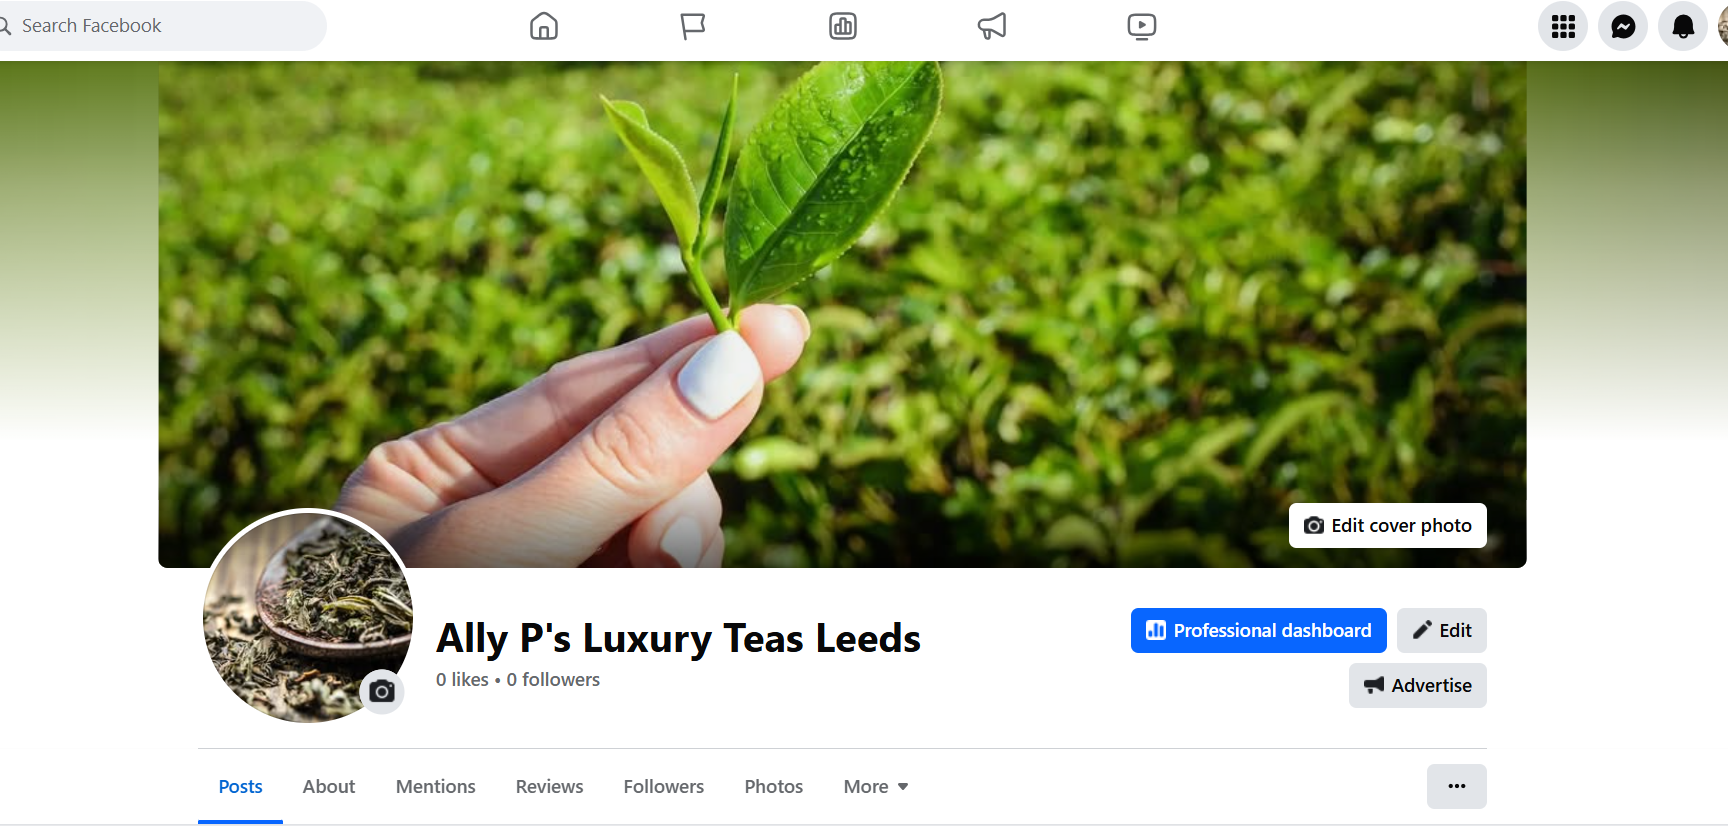 Search Facebook
Edit cover photo
Ally P's Luxury Teas Leeds
0 likes • 0 followers
Professional dashboard
Edit
Advertise
Posts
About
Mentions
Reviews
Followers
Photos
More